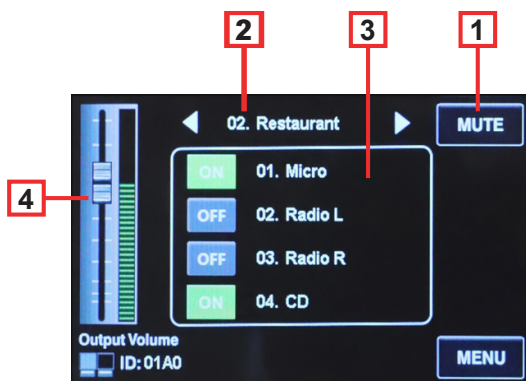 2 3 1
02. Restaurant MUTE
ON 01. Micro
4
OFF 02. Radio L
OFF 03. Radio R
ON 04. CD
Output Volume
ID: 01A0 MENU